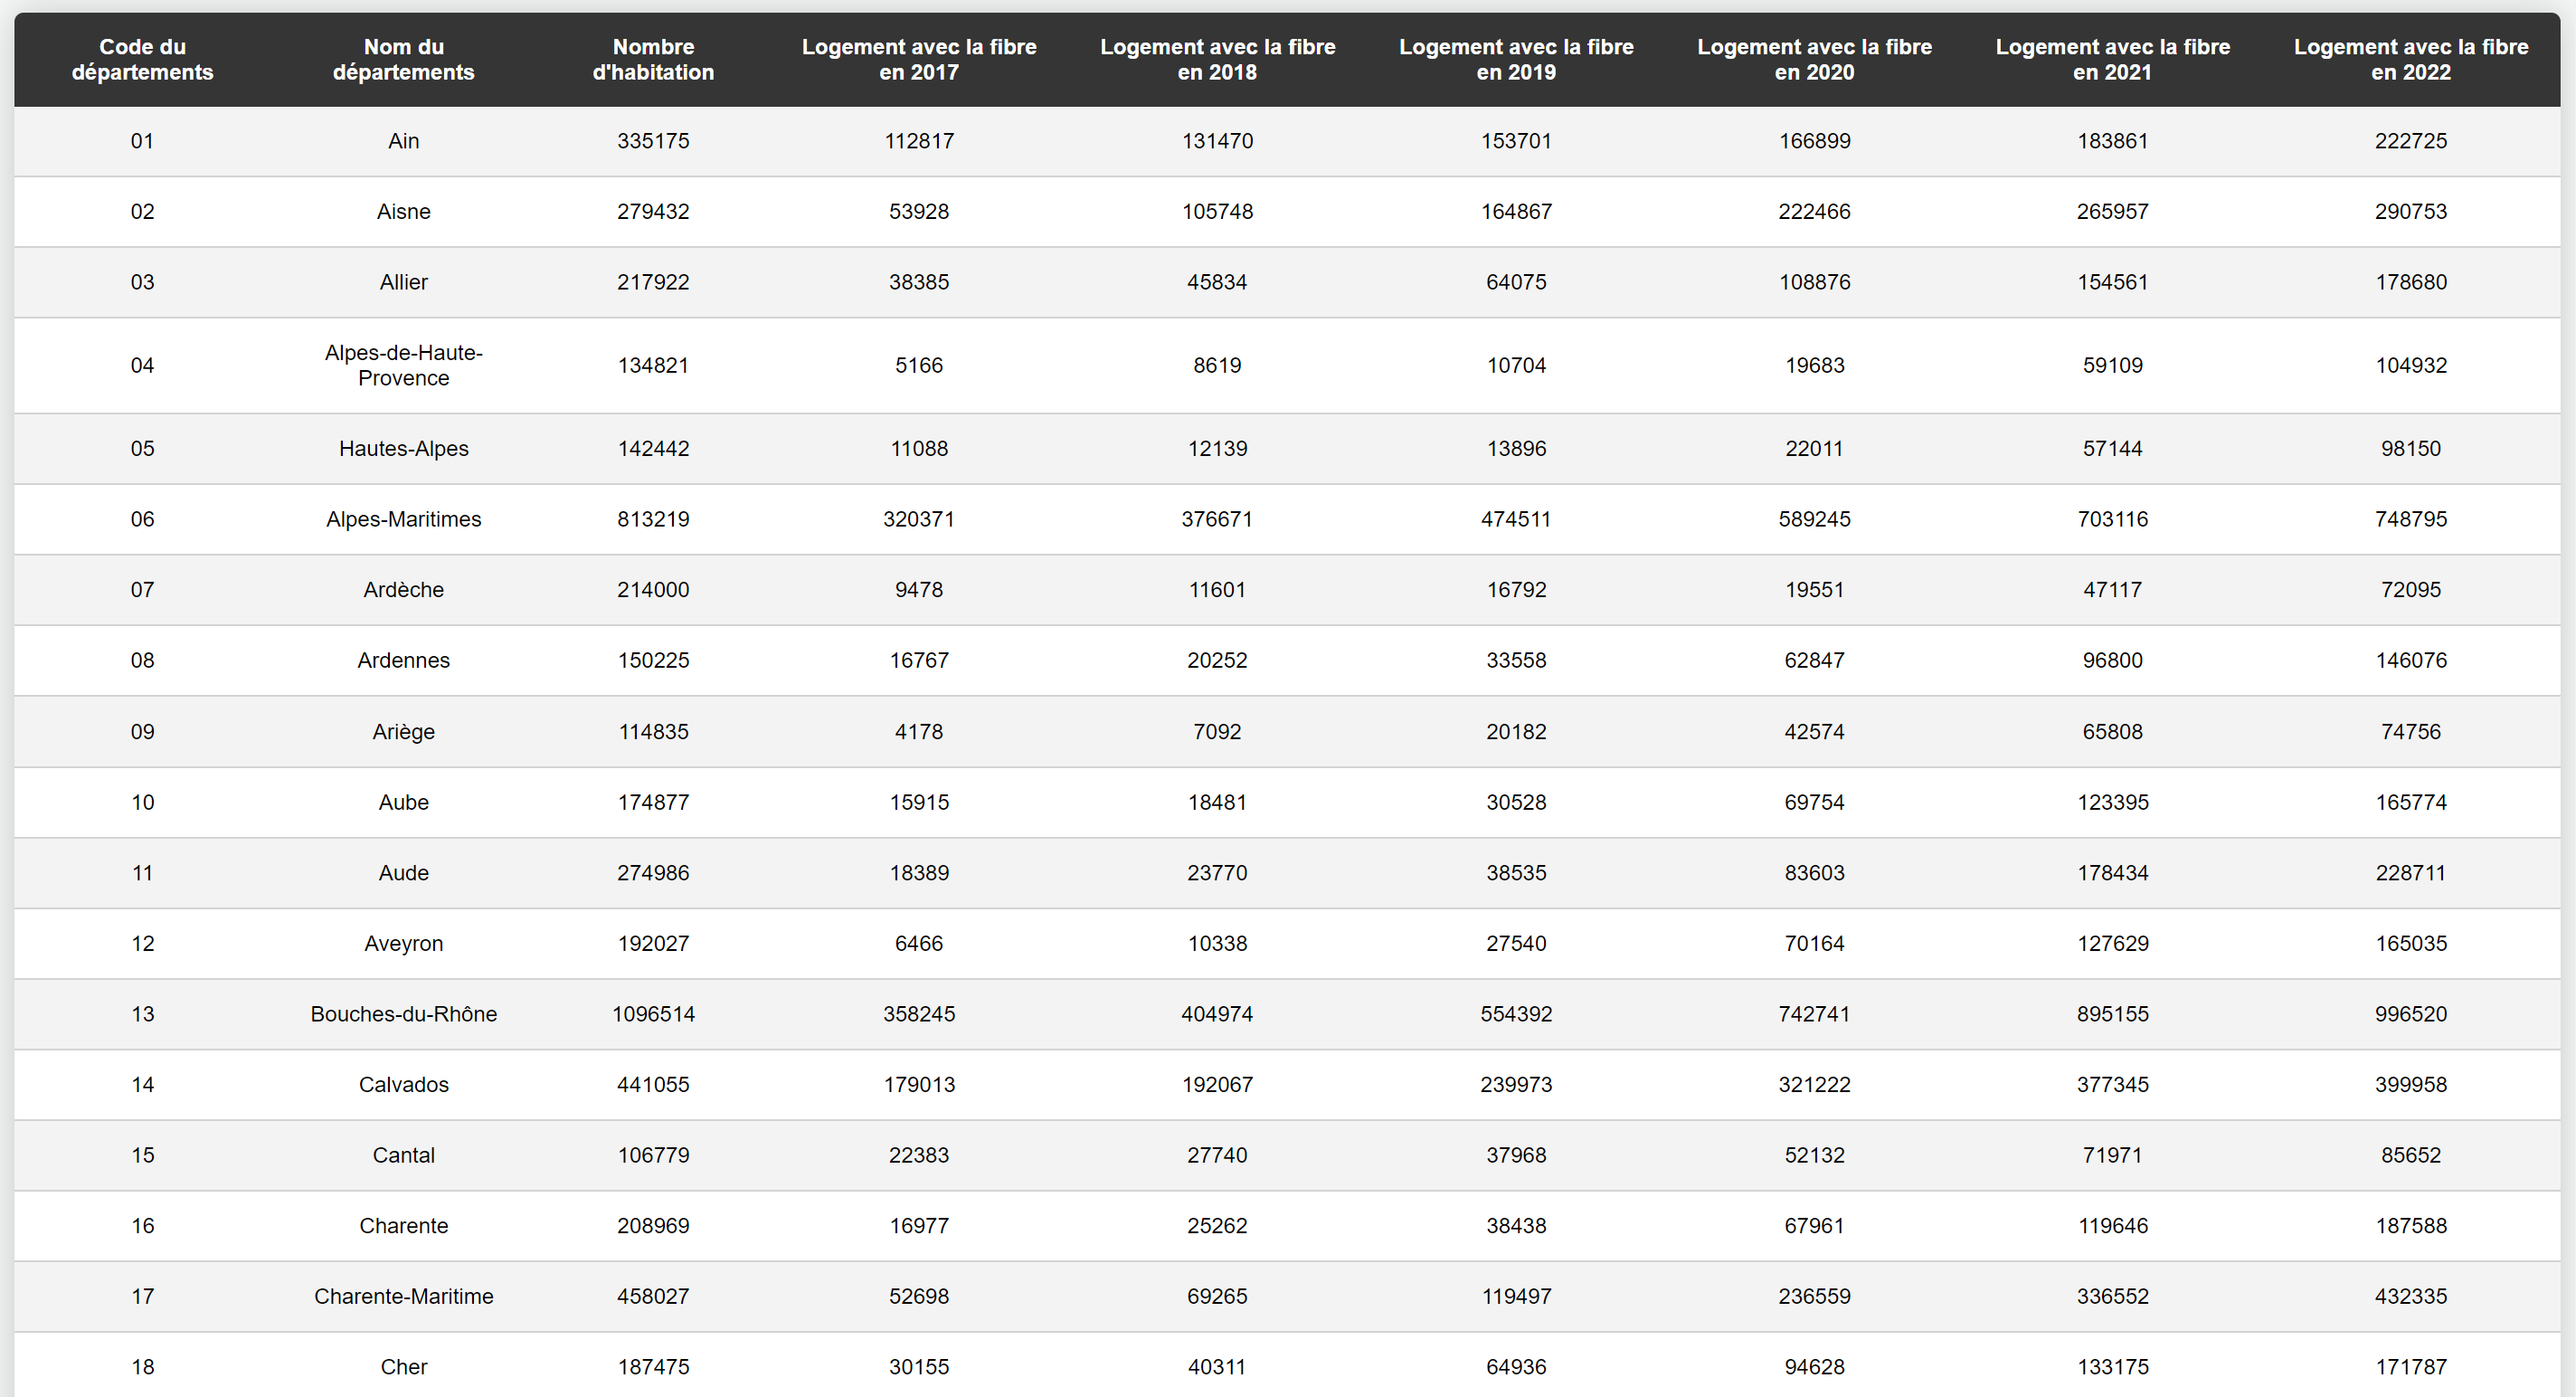 Code du départements	Nom du départements	Nombre d'habitation	Logement avec la fibre en 2017	Logement avec la fibre en 2018	Logement avec la fibre en 2019	Logement avec la fibre en 2020	Logement avec la fibre en 2021	Logement avec la fibre en 2022
01	Ain	335175	112817	131470	153701	166899	183861	222725
02	Aisne	279432	53928	105748	164867	222466	265957	290753
03	Allier	217922	38385	45834	64075	108876	154561	178680
04	Alpes-de-Haute-Provence	134821	5166	8619	10704	19683	59109	104932
05	Hautes-Alpes	142442	11088	12139	13896	22011	57144	98150
06	Alpes-Maritimes	813219	320371	376671	474511	589245	703116	748795
07	Ardèche	214000	9478	11601	16792	19551	47117	72095
08	Ardennes	150225	16767	20252	33558	62847	96800	146076
09	Ariège	114835	4178	7092	20182	42574	65808	74756
10	Aube	174877	15915	18481	30528	69754	123395	165774
11	Aude	274986	18389	23770	38535	83603	178434	228711
12	Aveyron	192027	6466	10338	27540	70164	127629	165035
13	Bouches-du-Rhône	1096514	358245	404974	554392	742741	895155	996520
14	Calvados	441055	179013	192067	239973	321222	377345	399958
15	Cantal	106779	22383	27740	37968	52132	71971	85652
16	Charente	208969	16977	25262	38438	67961	119646	187588
17	Charente-Maritime	458027	52698	69265	119497	236559	336552	432335
18	Cher	187475	30155	40311	64936	94628	133175	171787